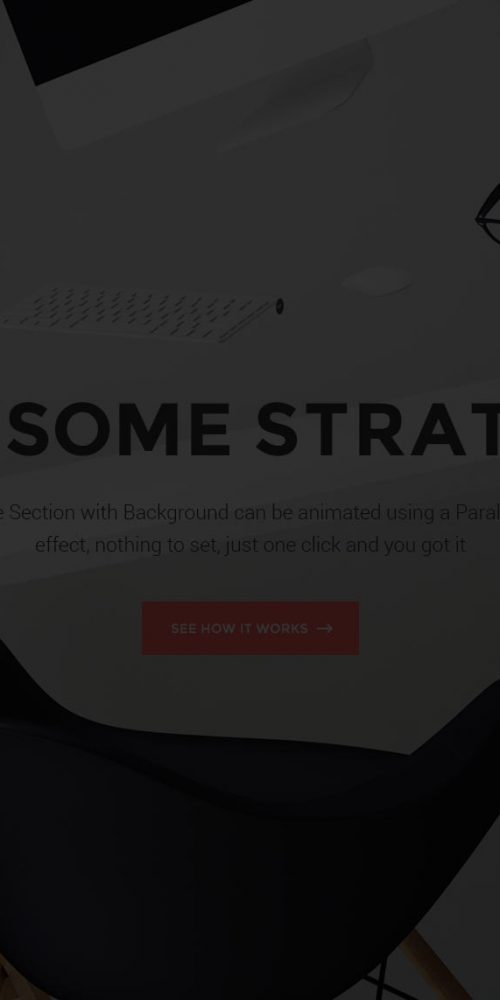 SOME STRAT
Section with Background can be animated using a Paral
effect, nothing to set, just one click and you got it
SEE HOW IT WORKS →